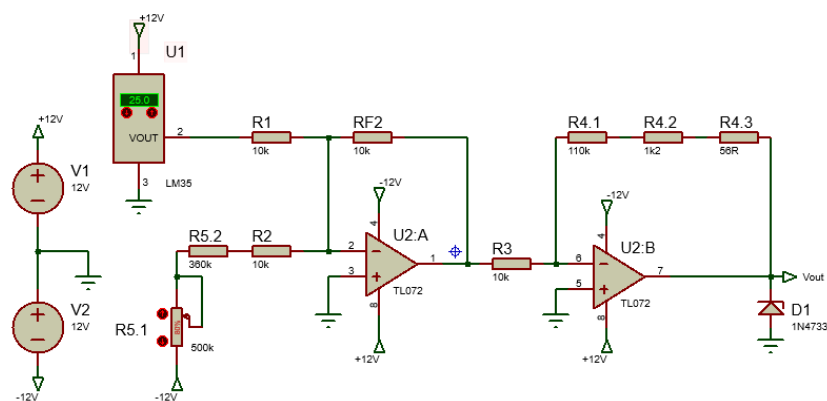 +12V
1
U1
25.0
VOUT
2
3
LM35
+12V
V1
12V
V2
12V
-12V
R1
10k
RF2
10k
R5.2
360k
R2
10k
R5.1
80%
500k
-12V
-12V
4
U2:A
2
3
1
8
TL072
+12V
R3
10k
R4.1
110k
R4.2
1k2
R4.3
56R
-12V
4
U2:B
6
5
7
8
TL072
+12V
Vout
D1
1N4733